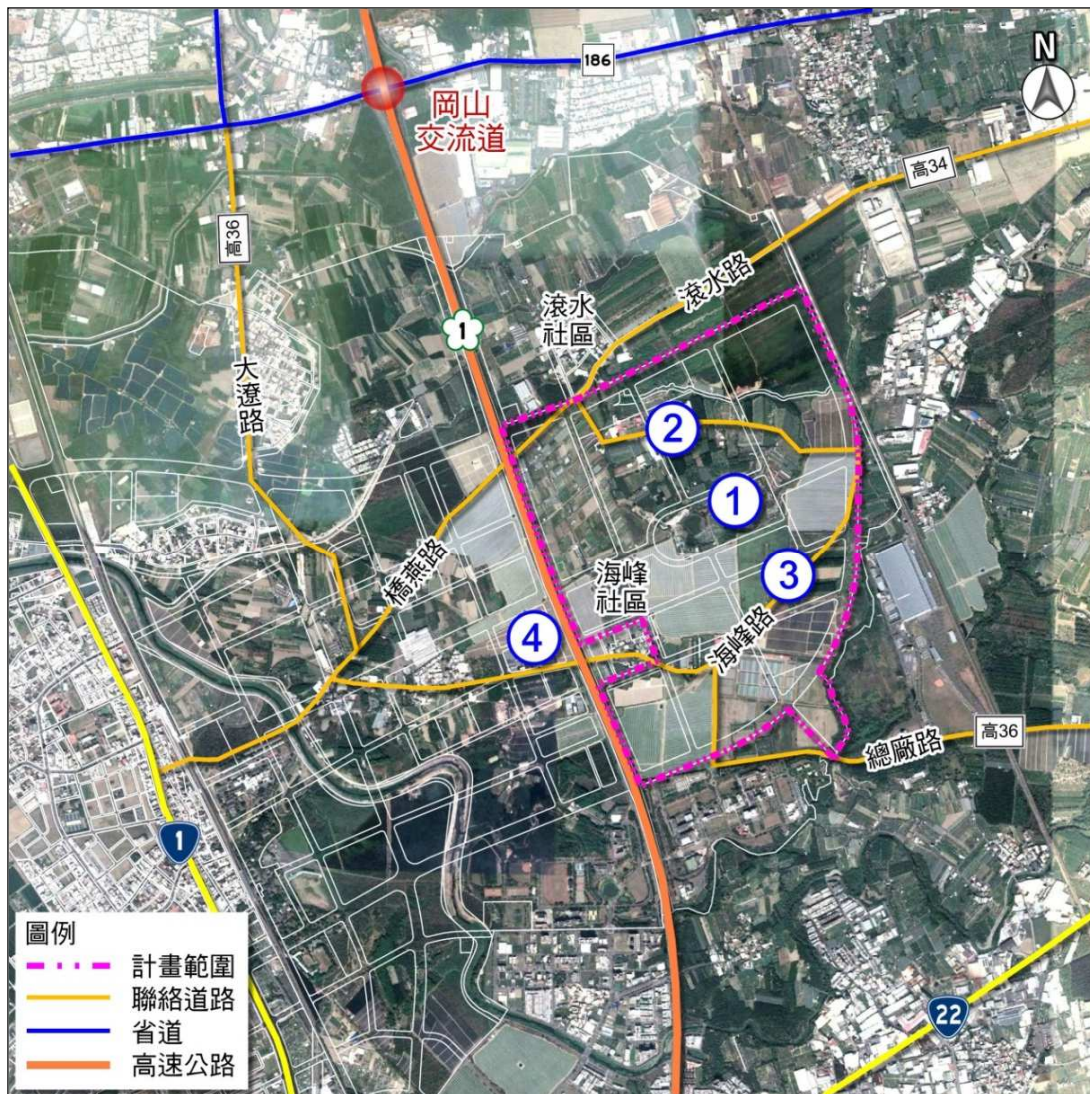 N
186
岡山
交流道
高34
高36
滾水路
滾水
社區
1
大遼路
2
1
橋燕路
海峰
社區
3
4
海峰路
總廠路
高36
1
22
圖例
計畫範圍
聯絡道路
省道
高速公路